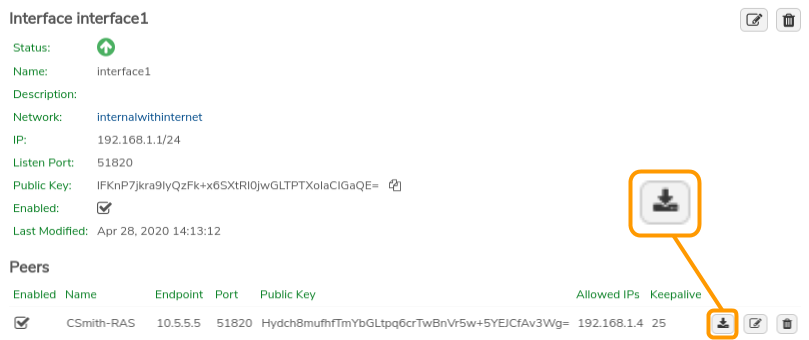 Interface interface1
Status:
Name: interface1
Description:
Network: internalwithinternet
IP: 192.168.1.1/24
Listen Port: 51820
Public Key: IFKnP7jkra9IyQzFk+x6SXtRI0jwGLTPTXolaCIGaQE=
Enabled:
Last Modified: Apr 28, 2020 14:13:12
Peers
Enabled Name Endpoint Port Public Key Allowed IPs Keepalive
CSmith-RAS 10.5.5.5 51820 Hydch8mufhfTmYbGLtpq6crTwBnVr5w+5YEJCfAv3Wg= 192.168.1.4 25